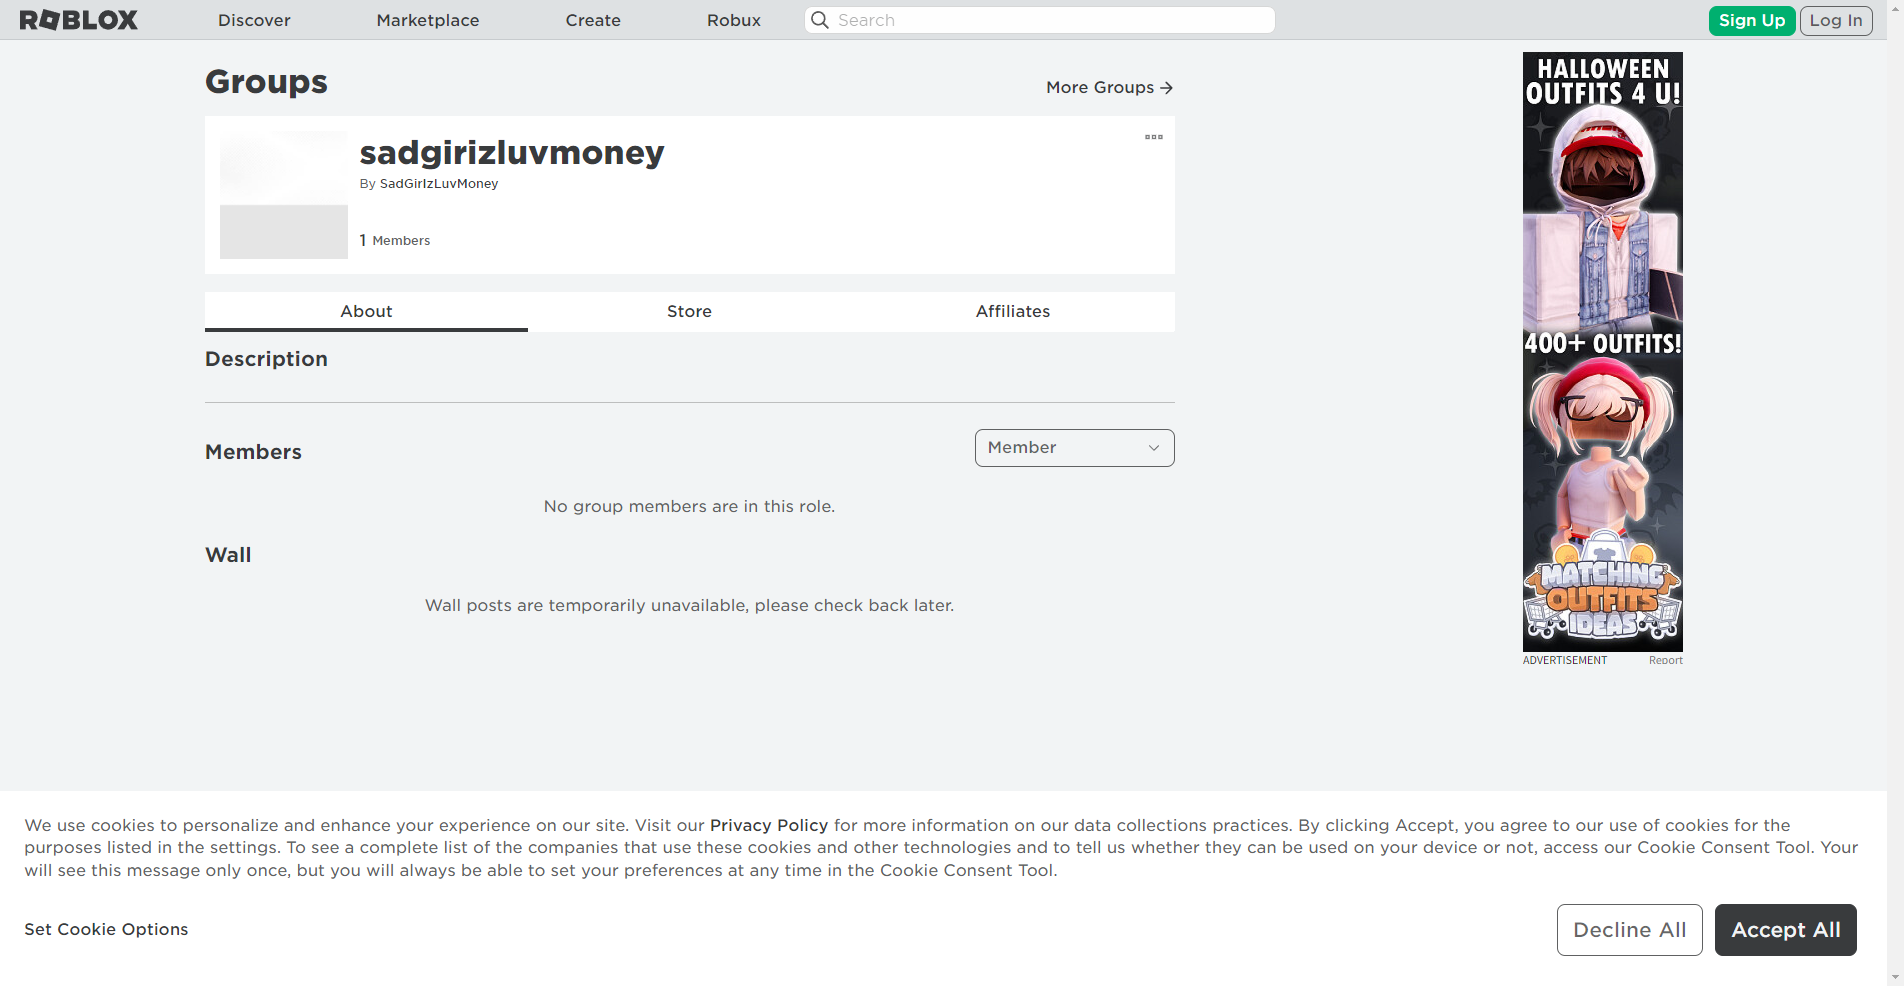 ROBLOX Discover Marketplace Create Robux Search Sign Up Log In
Groups
More Groups
sadgirizluvmoney
By SadGirlzLuvMoney
1 Members
About Store Affiliates
Description
Members
Member
No group members are in this role.
Wall
Wall posts are temporarily unavailable, please check back later.
HALLOWEEN
OUTFITS 4 U!
400+ OUTFITS!
MATCHING
OUTFITS
IDEAS
ADVERTISEMENT Report
We use cookies to personalize and enhance your experience on our site. Visit our Privacy Policy for more information on our data collections practices. By clicking Accept, you agree to our use of cookies for the
purposes listed in the settings. To see a complete list of the companies that use these cookies and other technologies and to tell us whether they can be used on your device or not, access our Cookie Consent Tool. Your
will see this message only once, but you will always be able to set your preferences at any time in the Cookie Consent Tool.
Set Cookie Options
Decline All
Accept All